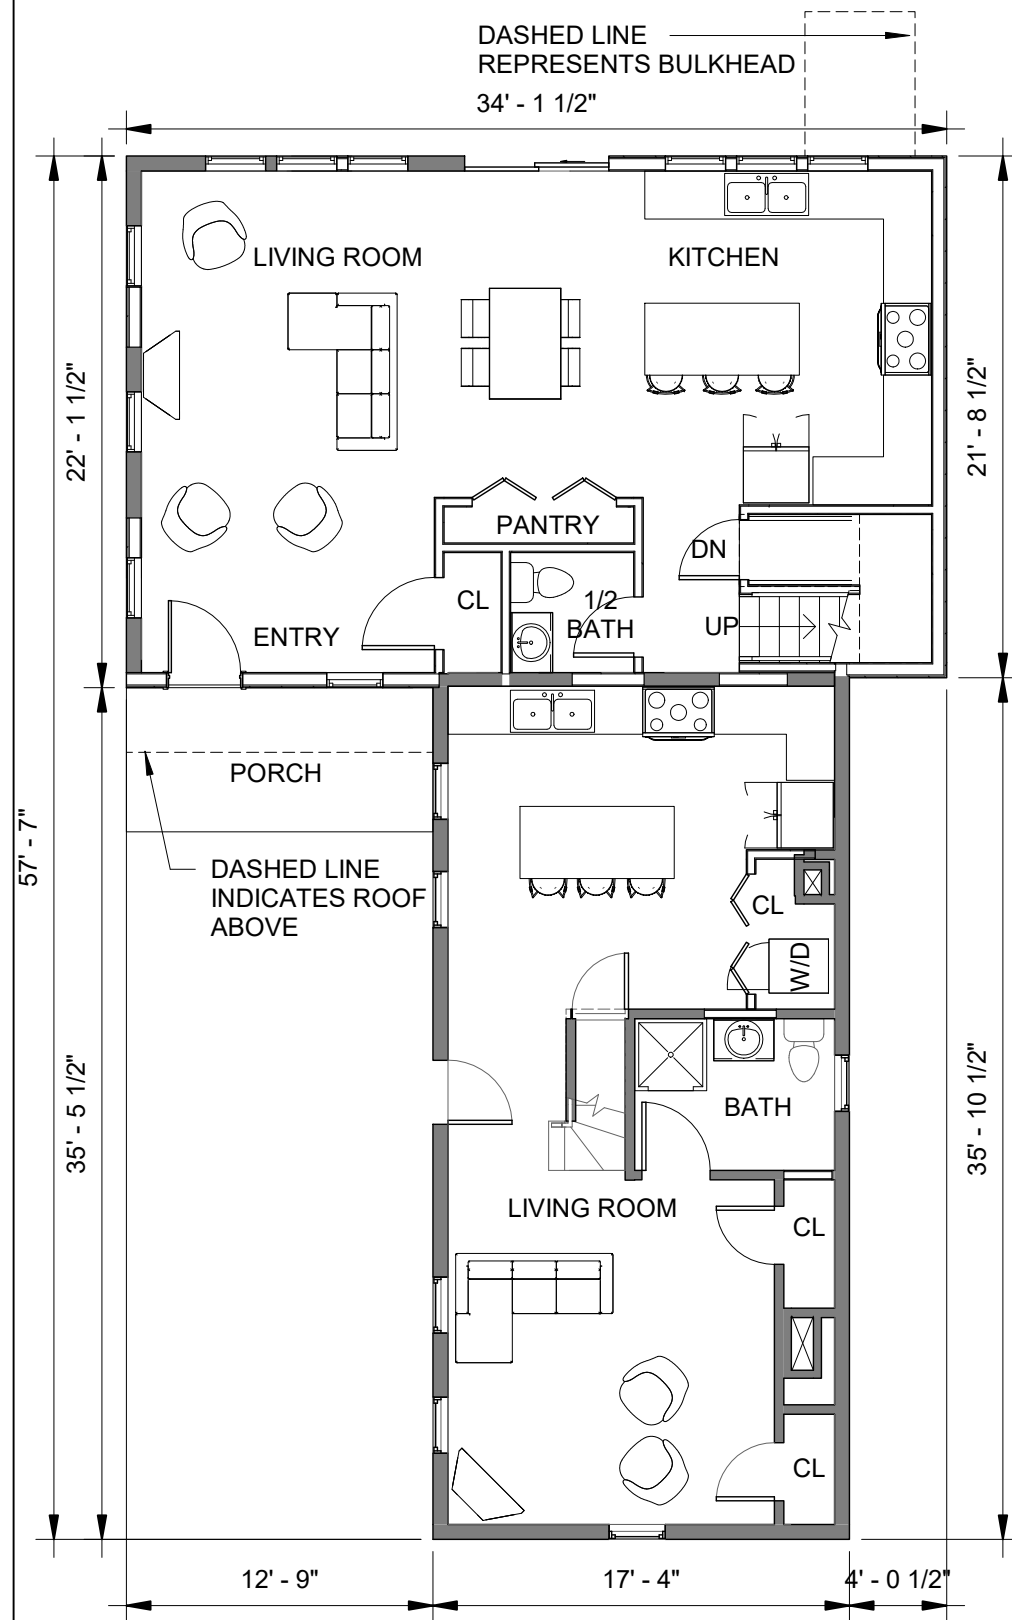 DASHED LINE
REPRESENTS BULKHEAD
34' - 1 1/2"
LIVING ROOM
KITCHEN
22' - 1 1/2"
21' - 8 1/2"
PANTRY
DN
CL
1/2
BATH
UP
ENTRY
PORCH
57' - 7"
DASHED LINE
INDICATES ROOF
ABOVE
CL
W/D
35' - 5 1/2"
35' - 10 1/2"
BATH
LIVING ROOM
CL
CL
12' - 9"
17' - 4"
4' - 0 1/2"